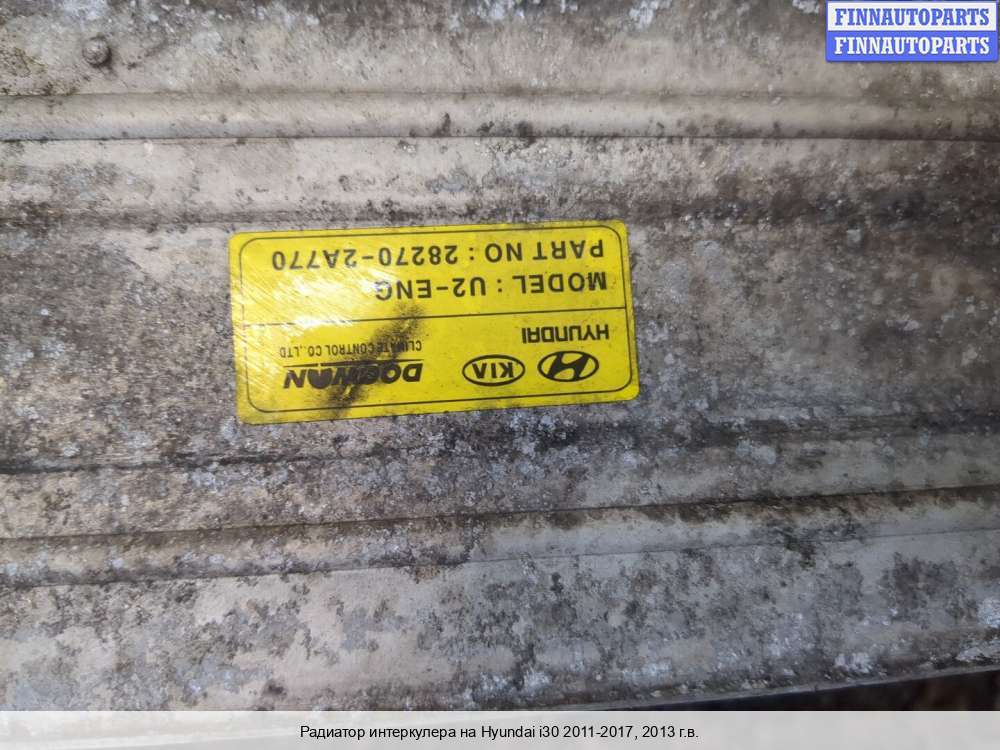 FINNAUTOPARTS
FINNAUTOPARTS
HYUNDAI KIA DOOWON
CLIMATE CONTROL CO.,LTD
MODEL : U2-ENG
PART NO : 28270-2A770
Радиатор интеркулера на Hyundai i30 2011-2017, 2013 г.в.